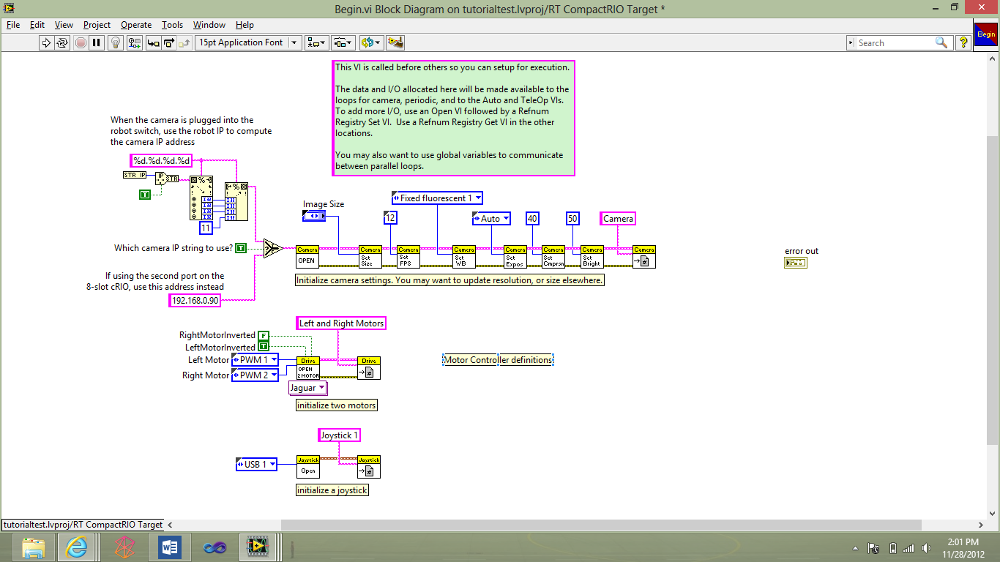 Begin.vi Block Diagram on tutorialtest.lvproj/RT CompactRIO Target *
File Edit View Project Operate Tools Window Help
15pt Application Font
Search
?
Begin
This VI is called before others so you can setup for execution.
The data and I/O allocated here will be made available to the
loops for camera, periodic, and to the Auto and TeleOp VIs.
To add more I/O, use an Open VI followed by a Refnum
Registry Set VI. Use a Refnum Registry Get VI in the other
locations.
You may also want to use global variables to communicate
between parallel loops.
When the camera is plugged into the
robot switch, use the robot IP to compute
the camera IP address
%d.%d.%d.%d
STR IP
IP
STR
T
11
Which camera IP string to use? T
If using the second port on the
8-slot cRIO, use this address instead
192.168.0.90
Image Size
12
Fixed fluorescent 1
Auto
40
50
Camera
Camera OPEN
Camera Set Size
Camera Set FPS
Camera Set WB
Camera Set Expos
Camera Set Cmprsn
Camera Set Bright
Camera
Initialize camera settings. You may want to update resolution, or size elsewhere.
error out
Left and Right Motors
RightMotorInverted F
LeftMotorInverted T
Left Motor PWM 1
Right Motor PWM 2
Drive OPEN 2 MOTOR
Drive
Jaguar
initialize two motors
Motor Controller definitions
Joystick 1
USB 1
Joystick Open
Joystick
initialize a joystick
tutorialtest.lvproj/RT CompactRIO Target
2:01 PM
11/28/2012